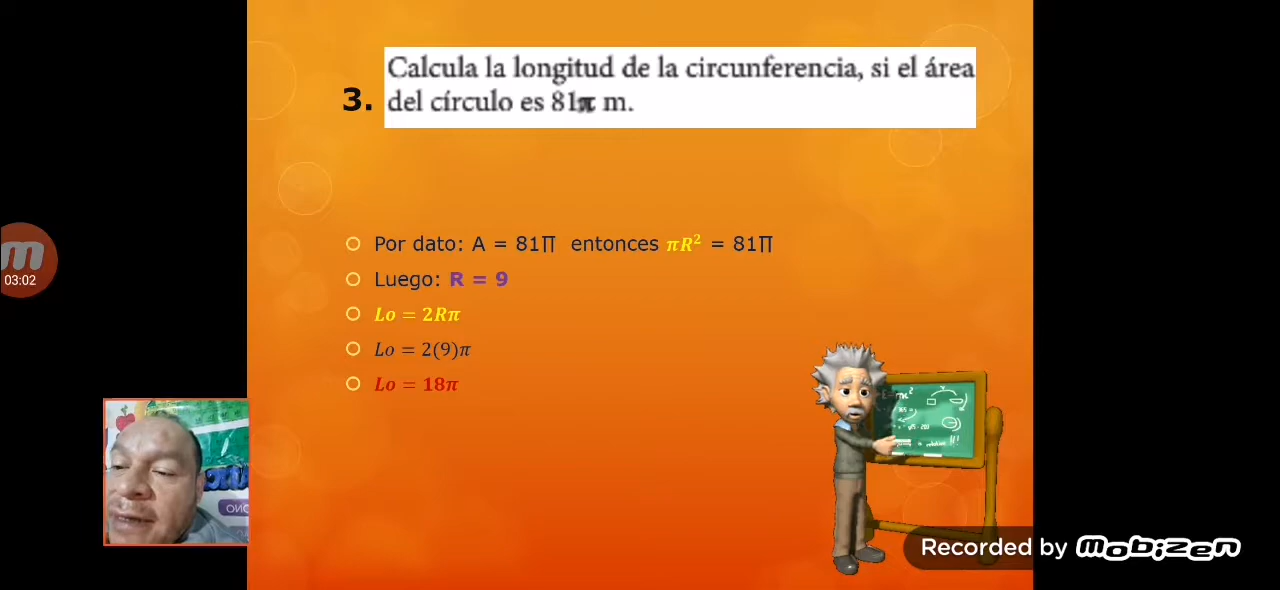 Calcula la longitud de la circunferencia, si el área
3. del círculo es 81π m.
Por dato: A = 81∏ entonces πR² = 81∏
Luego: R = 9
Lo = 2Rπ
Lo = 2(9)π
Lo = 18π
03:02
Recorded by Mobizen